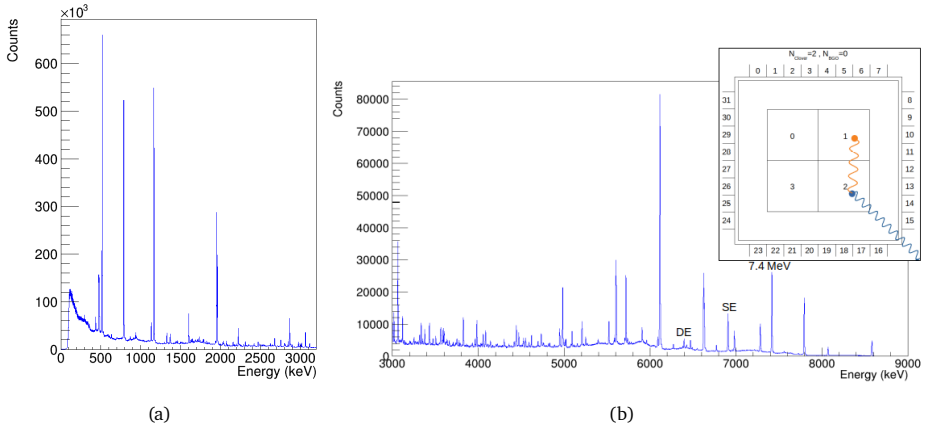 ×10³
Counts
600
500
400
300
200
100
0
0 500 1000 1500 2000 2500 3000
Energy (keV)
(a)
Counts
80000
70000
60000
50000
40000
30000
20000
10000
0
3000 4000 5000 6000 7000 8000 9000
Energy (keV)
DE
SE
7.4 MeV
N_Clover=2 , N_BGO=0
0 1 2 3 4 5 6 7
31 8
30 9
29 0 1 10
28 11
27 12
26 3 2 13
25 14
24 15
23 22 21 20 19 18 17 16
(b)